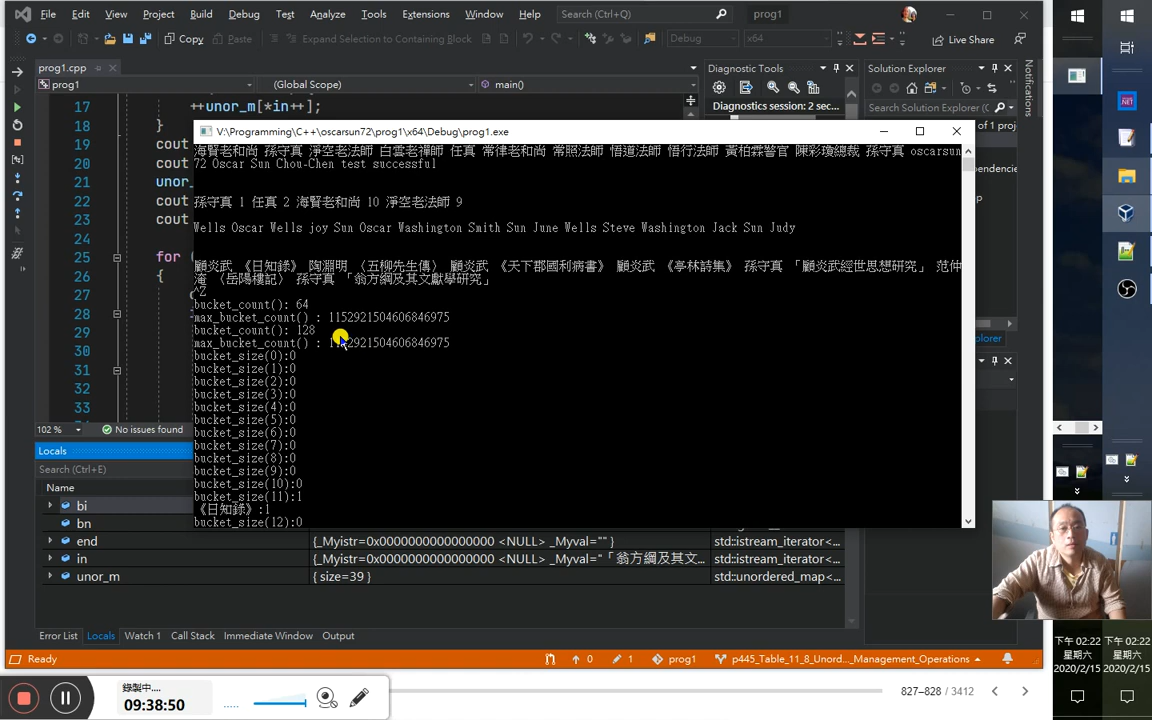 File Edit View Project Build Debug Test Analyze Tools Extensions Window Help Search (Ctrl+Q) prog1
Copy Paste Expand Selection to Containing Block Debug x64 Live Share
prog1.cpp
prog1 (Global Scope) main()
17 ++unor_m[*in++];
18 }
19 cout
20 cout
21 unor_
22 cout
23 cout
24
25 for (
26 {
27
28
29
30
31
32
33
102 % No issues found
V:\Programming\C++\oscarsun72\prog1\x64\Debug\prog1.exe
海賢老和尚 孫守真 淨空老法師 白雲老禪師 任真 常律老和尚 常照法師 悟道法師 悟行法師 黃柏霖警官 陳彩瓊總裁 孫守真 oscarsun
72 Oscar Sun Chou-Chen test successful
孫守真 1 任真 2 海賢老和尚 10 淨空老法師 9
Wells Oscar Wells joy Sun Oscar Washington Smith Sun June Wells Steve Washington Jack Sun Judy
顧炎武 《日知錄》 陶淵明 〈五柳先生傳〉 顧炎武 《天下郡國利病書》 顧炎武 《亭林詩集》 孫守真 「顧炎武經世思想研究」 范仲
淹 〈岳陽樓記〉 孫守真 「翁方綱及其文獻學研究」
^Z
bucket_count(): 64
max_bucket_count() : 1152921504606846975
bucket_count(): 128
max_bucket_count() : 1152921504606846975
bucket_size(0):0
bucket_size(1):0
bucket_size(2):0
bucket_size(3):0
bucket_size(4):0
bucket_size(5):0
bucket_size(6):0
bucket_size(7):0
bucket_size(8):0
bucket_size(9):0
bucket_size(10):0
bucket_size(11):1
《日知錄》:1
bucket_size(12):0
Diagnostic Tools
Diagnostics session: 2 sec...
Solution Explorer
Search Solution Explorer (
of 1 proj
Notifications
Locals
Search (Ctrl+E)
Name
bi
bn
end {_Myistr=0x0000000000000000 <NULL> _Myval="" } std::istream_iterator<...
in {_Myistr=0x0000000000000000 <NULL> _Myval="「翁方綱及其文... std::istream_iterator<...
unor_m { size=39 } std::unordered_map<...
Error List Locals Watch 1 Call Stack Immediate Window Output
Ready 0 1 prog1 p445_Table_11_8_Unord..._Management_Operations
錄製中....
09:38:50
827–828 / 3412
下午 02:22 下午 02:22
星期六 星期六
2020/2/15 2020/2/15